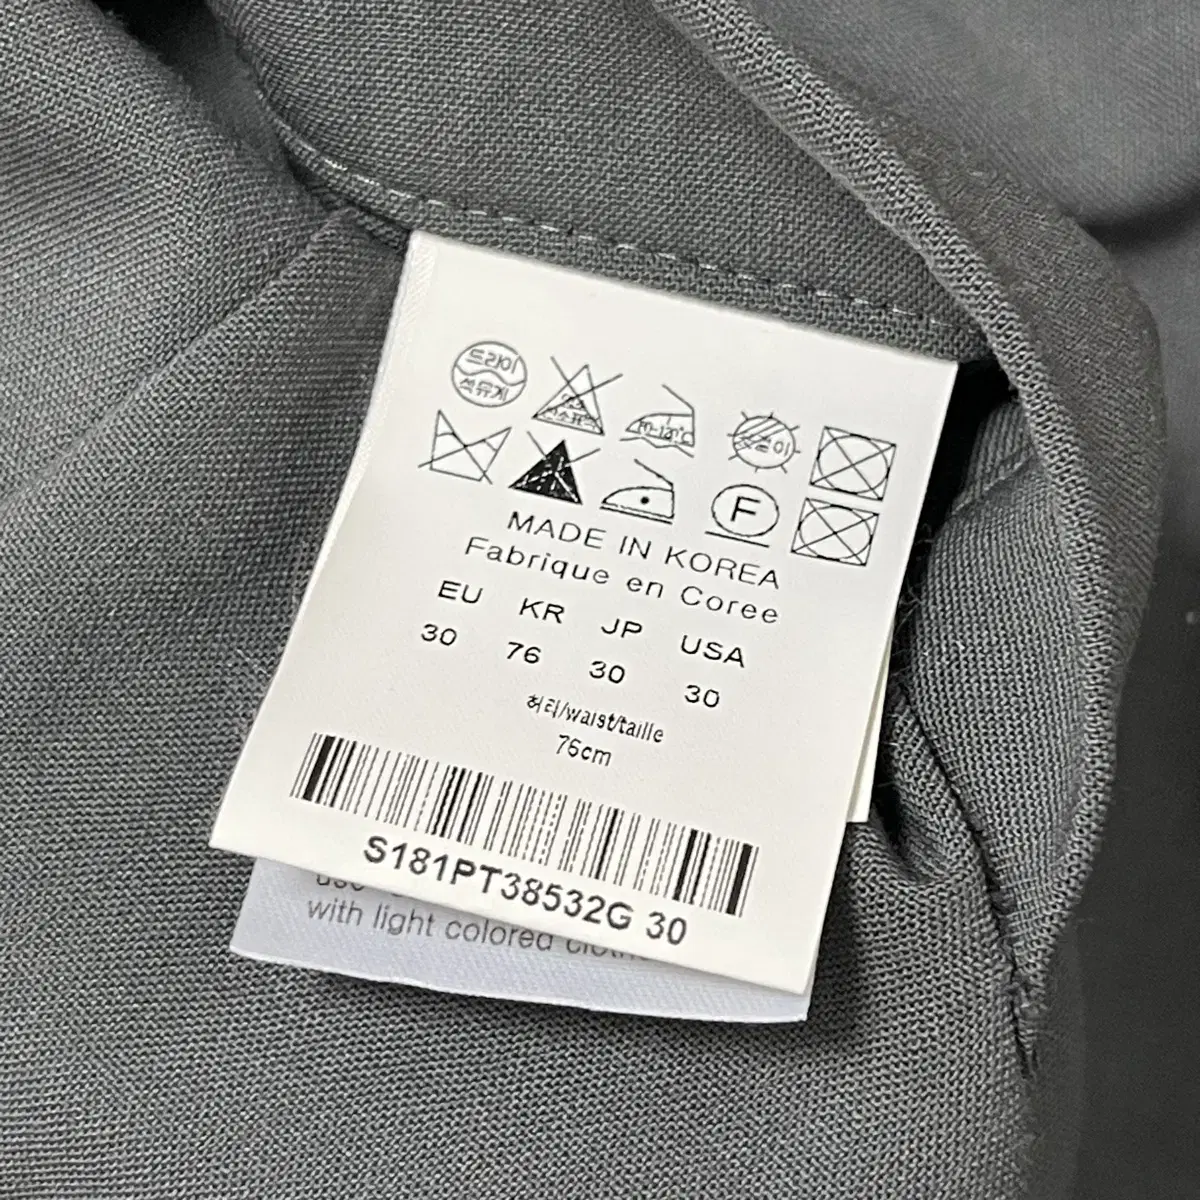 드라이
석유계
F
MADE IN KOREA
Fabrique en Coree
EU KR JP USA
30 76 30 30
허리/waist/taille
76cm
S181PT38532G 30
with light colored